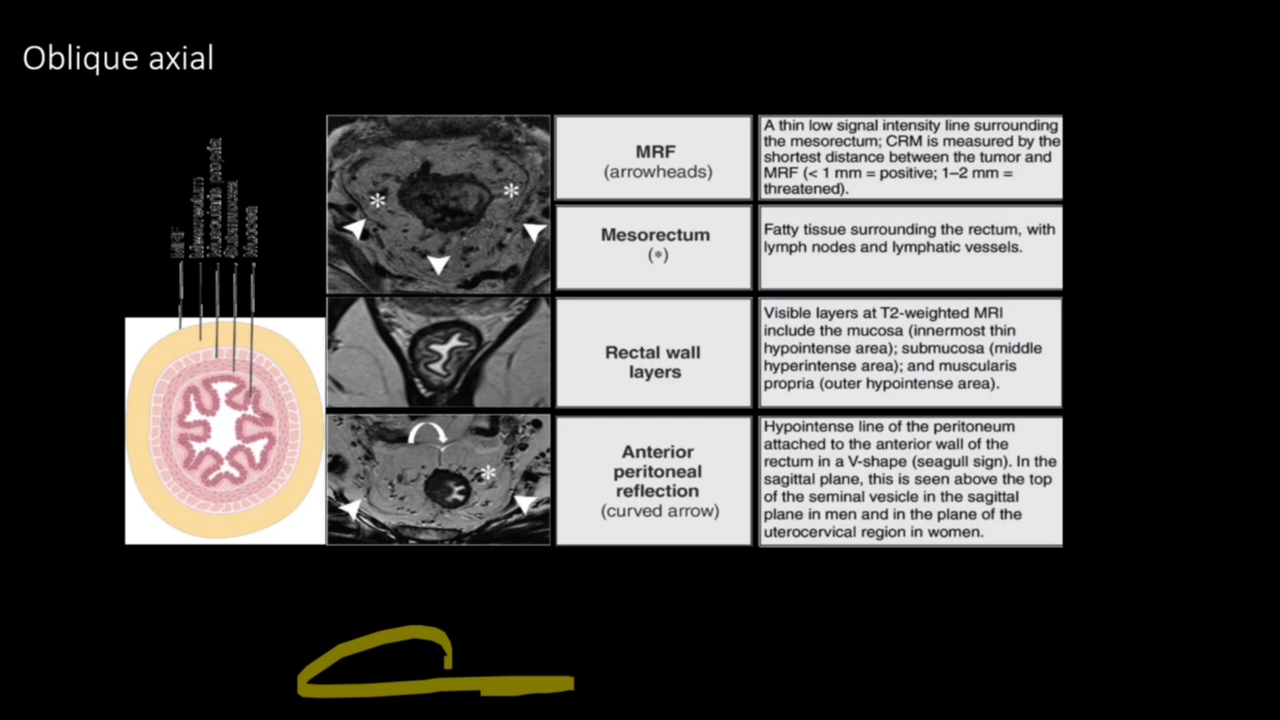 Oblique axial
MRF
Mesorectum
Muscularis propria
Submucosa
Mucosa
MRF
(arrowheads)
A thin low signal intensity line surrounding
the mesorectum; CRM is measured by the
shortest distance between the tumor and
MRF (< 1 mm = positive; 1–2 mm =
threatened).
Mesorectum
(*)
Fatty tissue surrounding the rectum, with
lymph nodes and lymphatic vessels.
Rectal wall
layers
Visible layers at T2-weighted MRI
include the mucosa (innermost thin
hypointense area); submucosa (middle
hyperintense area); and muscularis
propria (outer hypointense area).
Anterior
peritoneal
reflection
(curved arrow)
Hypointense line of the peritoneum
attached to the anterior wall of the
rectum in a V-shape (seagull sign). In the
sagittal plane, this is seen above the top
of the seminal vesicle in the sagittal
plane in men and in the plane of the
uterocervical region in women.